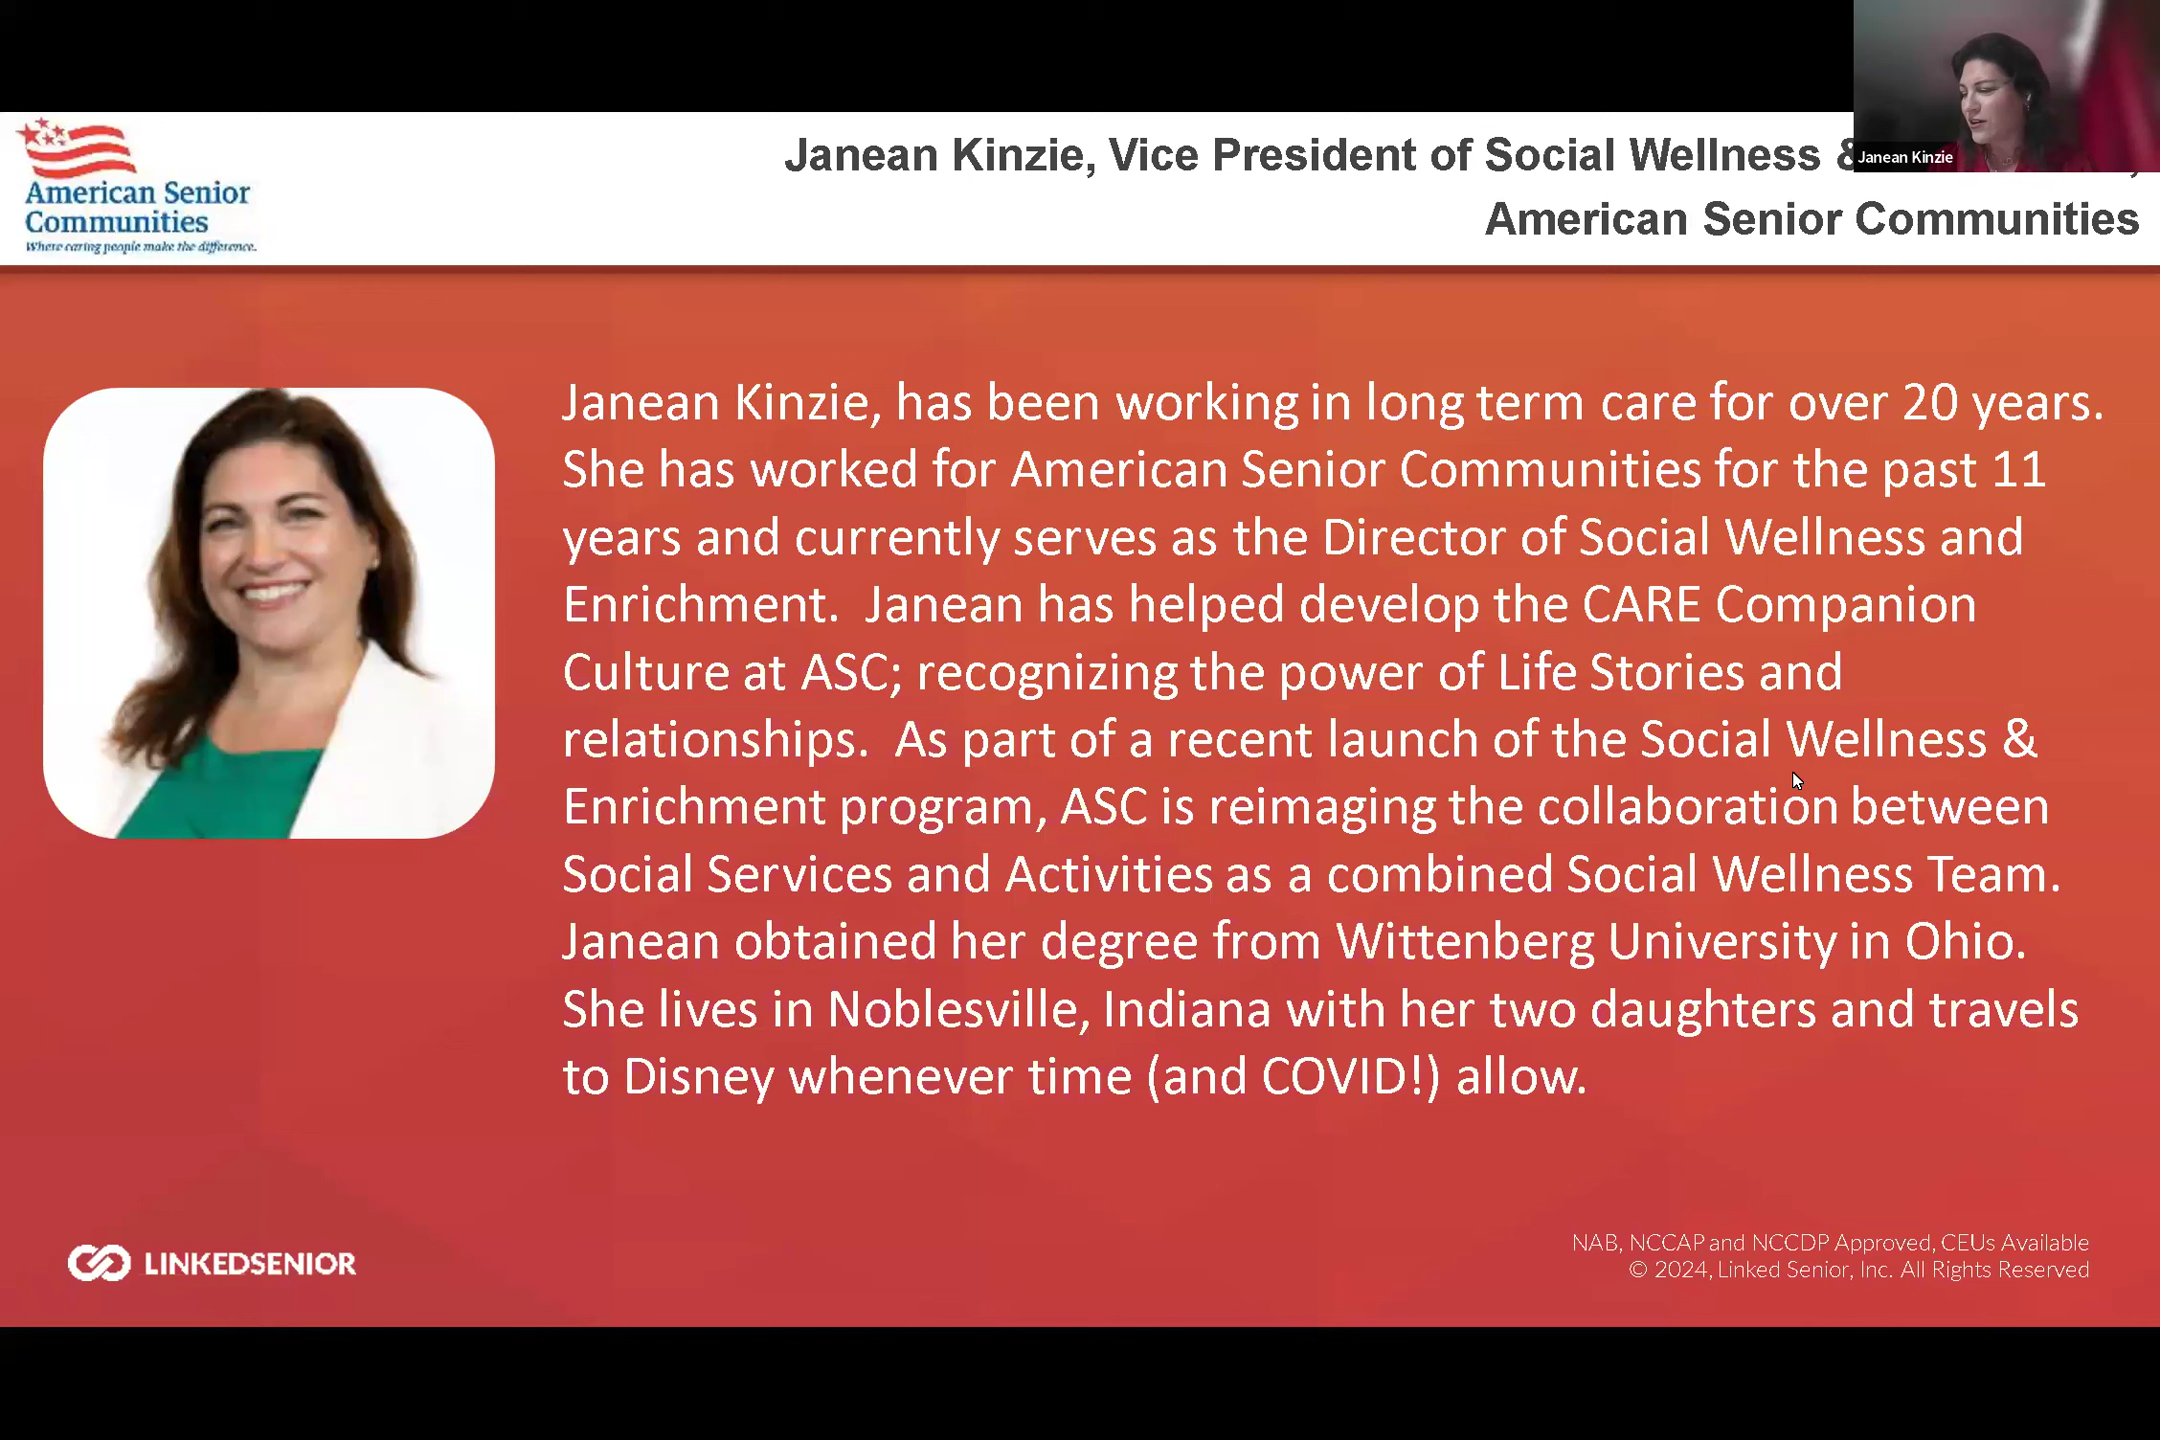 American Senior
Communities
Where caring people make the difference.
Janean Kinzie, Vice President of Social Wellness &
American Senior Communities
Janean Kinzie
Janean Kinzie, has been working in long term care for over 20 years.
She has worked for American Senior Communities for the past 11
years and currently serves as the Director of Social Wellness and
Enrichment.  Janean has helped develop the CARE Companion
Culture at ASC; recognizing the power of Life Stories and
relationships.  As part of a recent launch of the Social Wellness &
Enrichment program, ASC is reimaging the collaboration between
Social Services and Activities as a combined Social Wellness Team.
Janean obtained her degree from Wittenberg University in Ohio.
She lives in Noblesville, Indiana with her two daughters and travels
to Disney whenever time (and COVID!) allow.
LINKEDSENIOR
NAB, NCCAP and NCCDP Approved, CEUs Available
© 2024, Linked Senior, Inc. All Rights Reserved